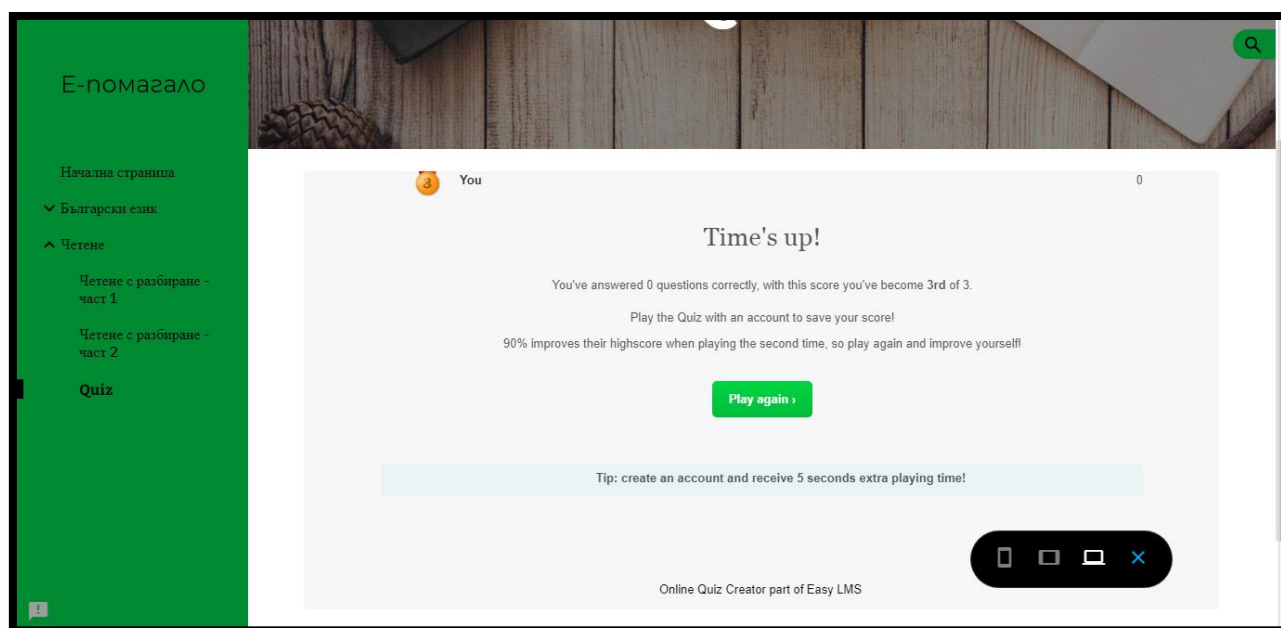 Е-помагало
Начална страница
Български език
Четене
Четене с разбиране -
част 1
Четене с разбиране -
част 2
Quiz
3 You 0
Time's up!
You've answered 0 questions correctly, with this score you've become 3rd of 3.
Play the Quiz with an account to save your score!
90% improves their highscore when playing the second time, so play again and improve yourself!
Play again ›
Tip: create an account and receive 5 seconds extra playing time!
Online Quiz Creator part of Easy LMS